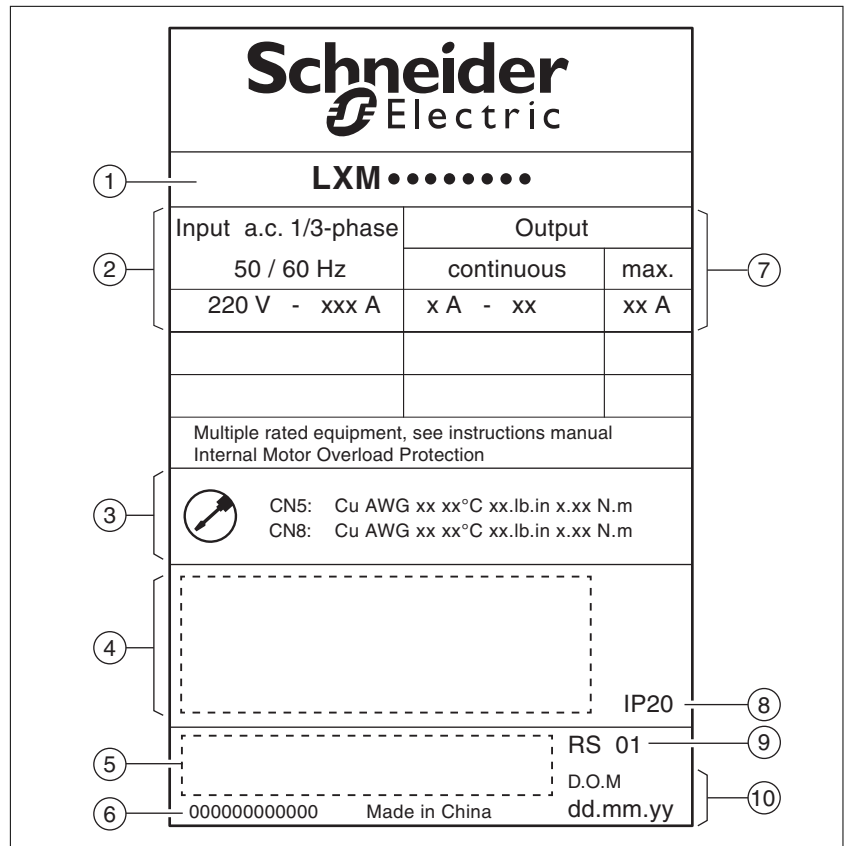 Schneider
Electric
1
LXM••••••••
2
Input a.c. 1/3-phase
Output
50 / 60 Hz
continuous
max.
7
220 V - xxx A
x A - xx
xx A
Multiple rated equipment, see instructions manual
Internal Motor Overload Protection
3
CN5: Cu AWG xx xx°C xx.lb.in x.xx N.m
CN8: Cu AWG xx xx°C xx.lb.in x.xx N.m
4
IP20
8
5
RS 01
9
D.O.M
10
6
000000000000 Made in China
dd.mm.yy